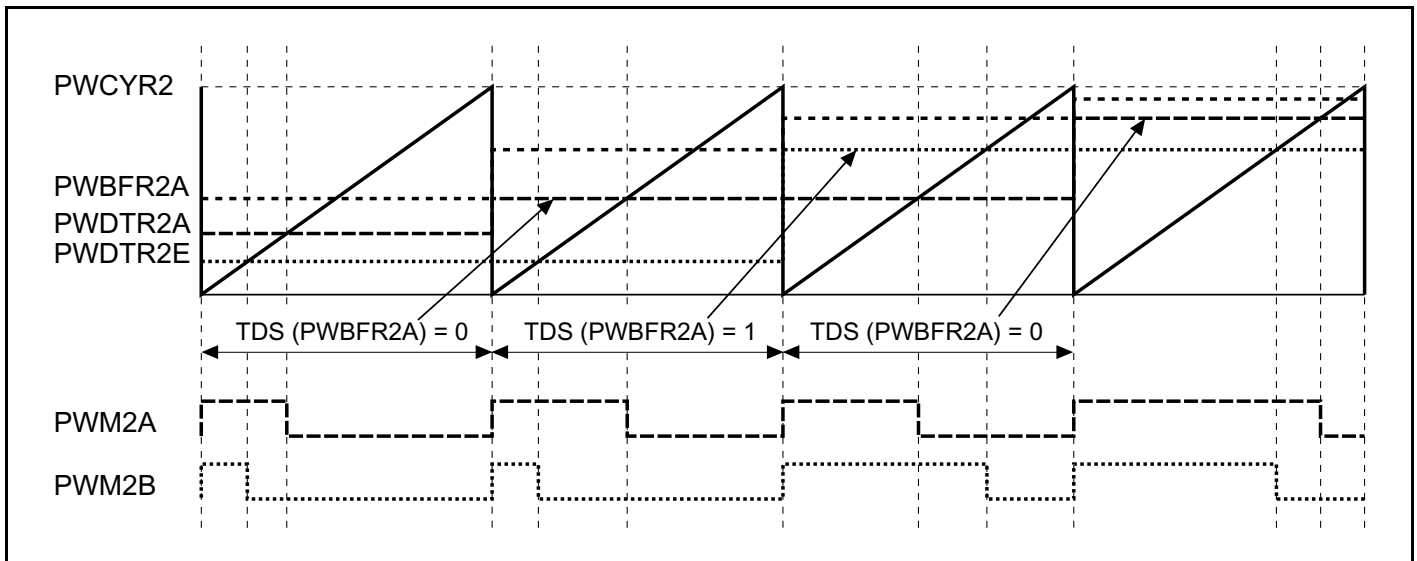 PWCYR2
PWBFR2A
PWDTR2A
PWDTR2E
TDS (PWBFR2A) = 0 TDS (PWBFR2A) = 1 TDS (PWBFR2A) = 0
PWM2A
PWM2B